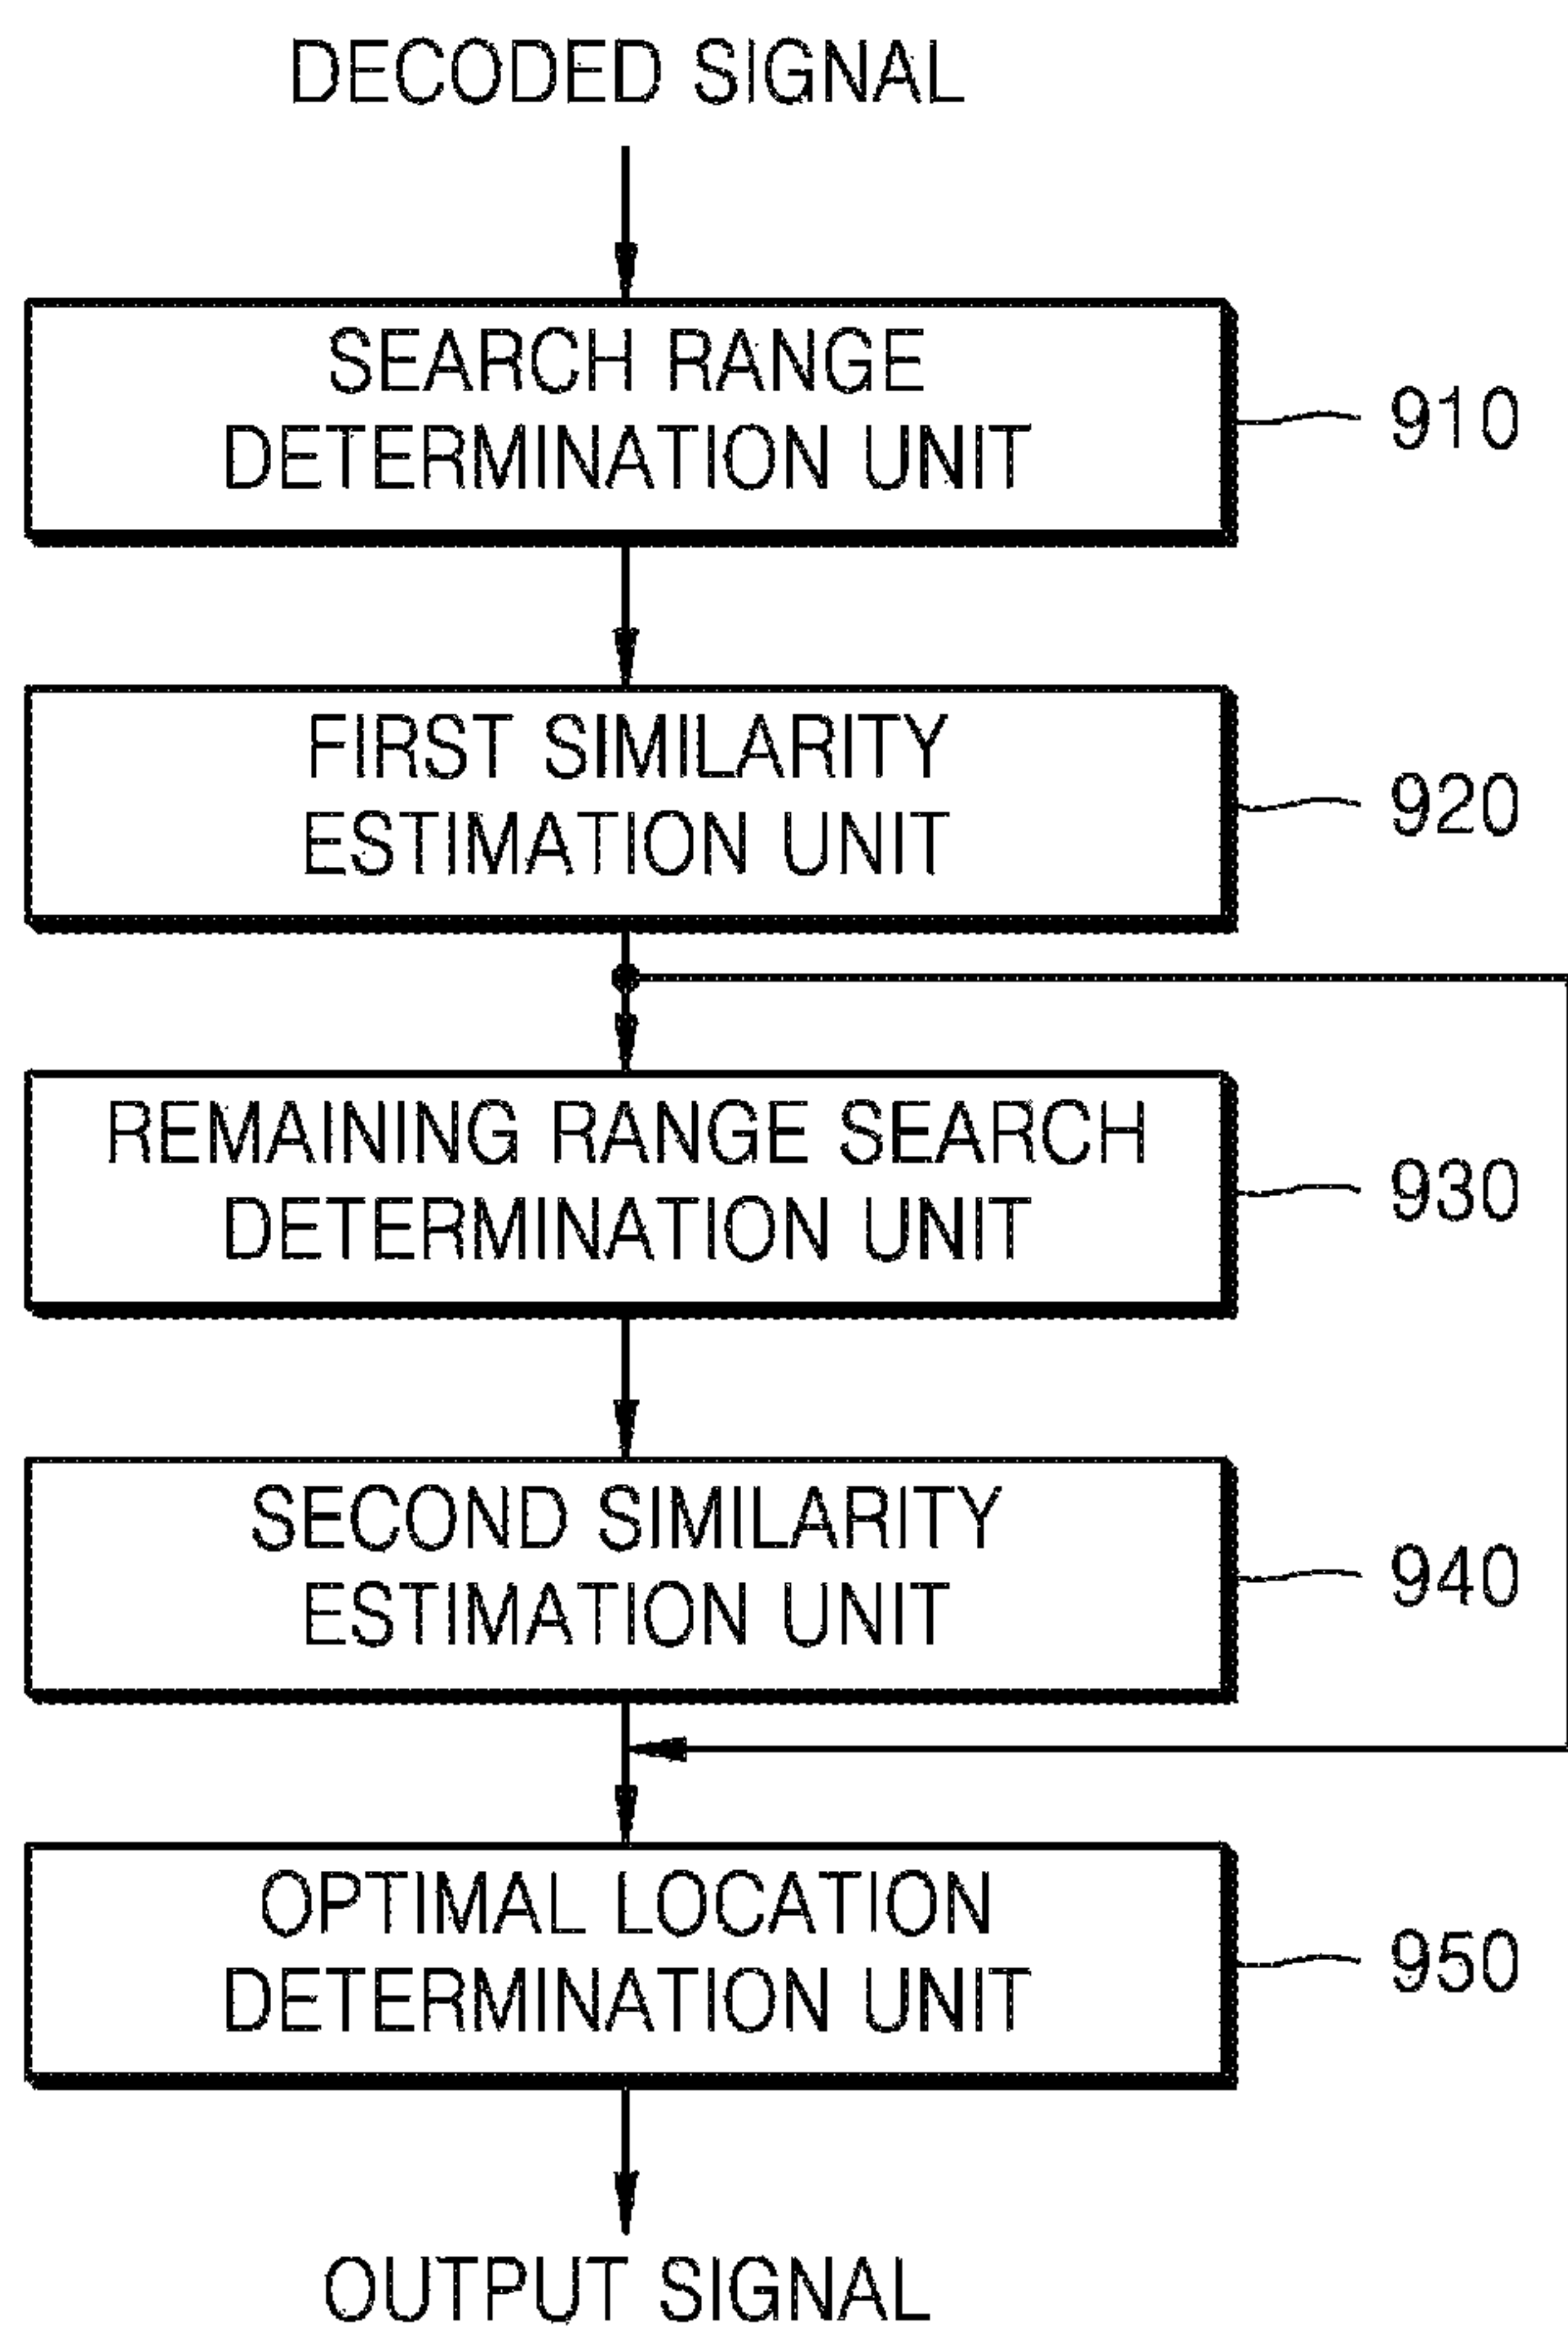 DECODED SIGNAL
SEARCH RANGE
DETERMINATION UNIT
910
FIRST SIMILARITY
ESTIMATION UNIT
920
REMAINING RANGE SEARCH
DETERMINATION UNIT
930
SECOND SIMILARITY
ESTIMATION UNIT
940
OPTIMAL LOCATION
DETERMINATION UNIT
950
OUTPUT SIGNAL